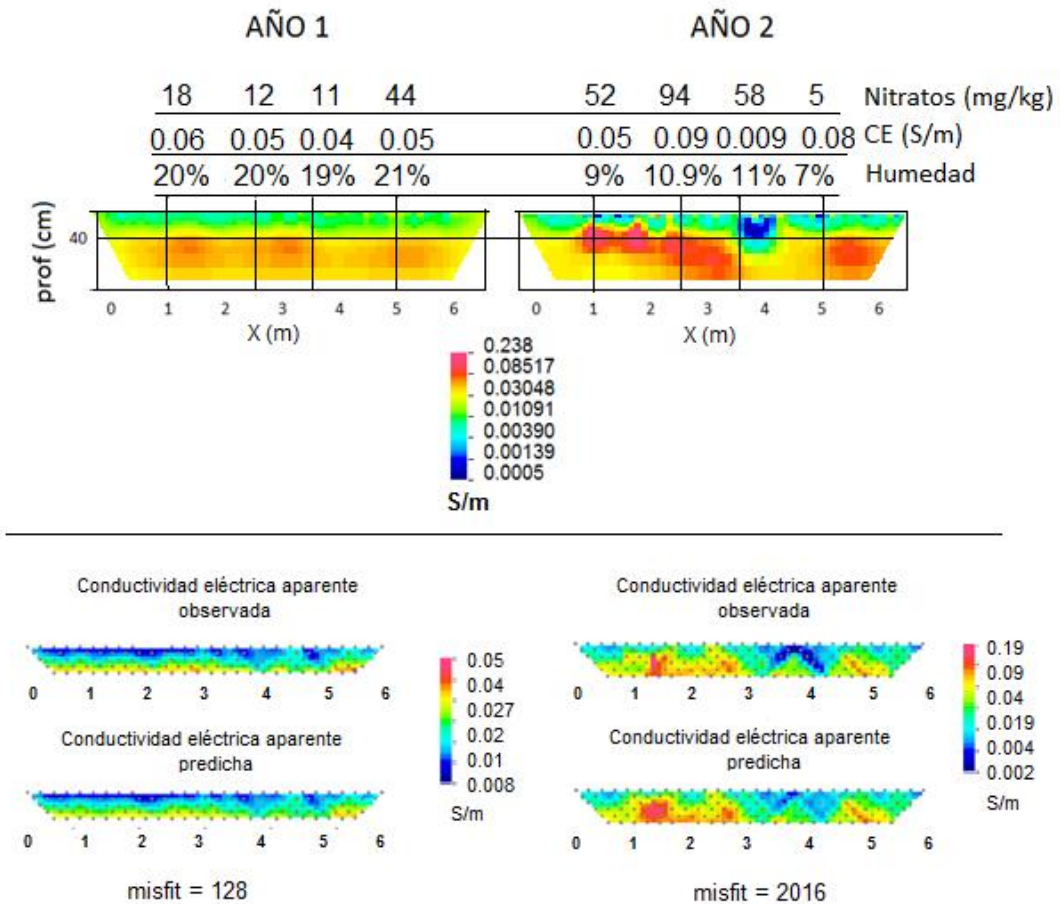 AÑO 1 AÑO 2
18 12 11 44 52 94 58 5 Nitratos (mg/kg)
0.06 0.05 0.04 0.05 0.05 0.09 0.009 0.08 CE (S/m)
20% 20% 19% 21% 9% 10.9% 11% 7% Humedad
prof (cm)
40
0 1 2 3 4 5 6 0 1 2 3 4 5 6
X (m) X (m)
0.238
0.08517
0.03048
0.01091
0.00390
0.00139
0.0005
S/m
Conductividad eléctrica aparente
observada
0 1 2 3 4 5 6
Conductividad eléctrica aparente
predicha
0 1 2 3 4 5 6
misfit = 128
0.05
0.04
0.027
0.02
0.01
0.008
S/m
Conductividad eléctrica aparente
observada
0 1 2 3 4 5 6
Conductividad eléctrica aparente
predicha
0 1 2 3 4 5 6
misfit = 2016
0.19
0.09
0.04
0.019
0.004
0.002
S/m